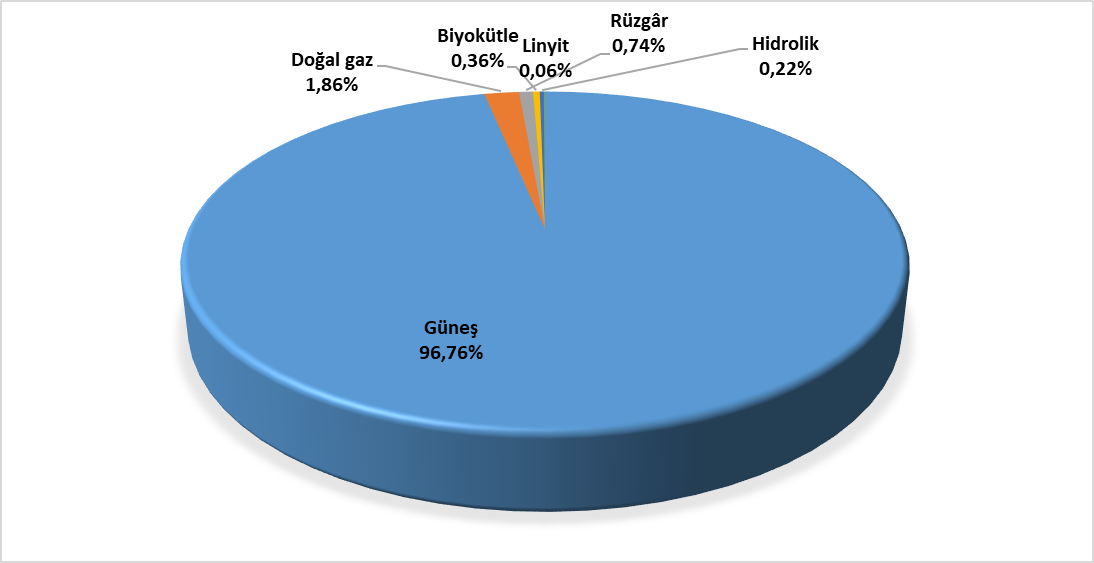 Doğal gaz
1,86%
Biyokütle
0,36%
Linyit
0,06%
Rüzgâr
0,74%
Hidrolik
0,22%
Güneş
96,76%